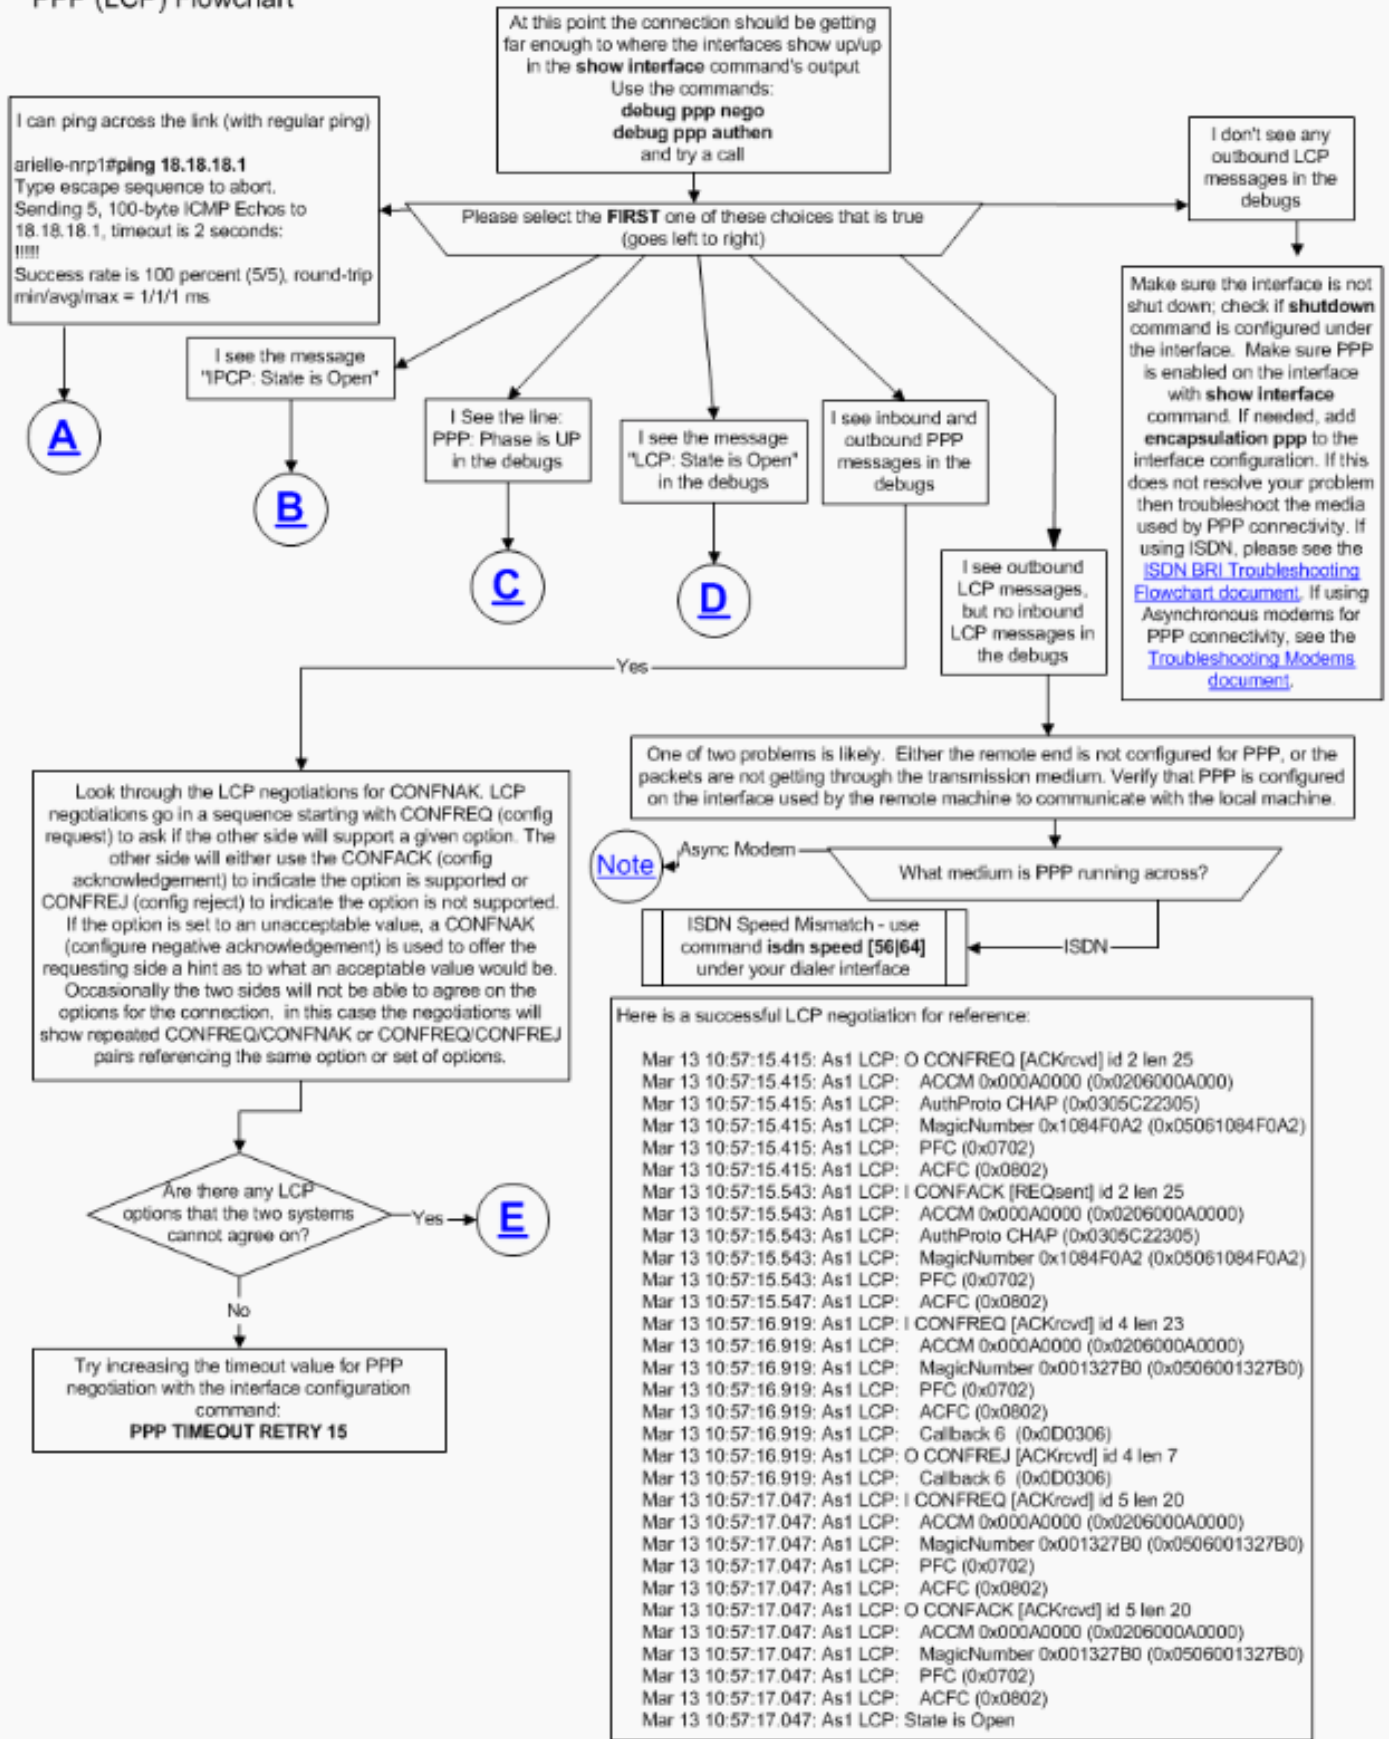 PPP (LCP) Flowchart
At this point the connection should be getting
far enough to where the interfaces show up/up
in the show interface command's output
Use the commands:
debug ppp nego
debug ppp authen
and try a call
I can ping across the link (with regular ping)
arielle-nrp1#ping 18.18.18.1
Type escape sequence to abort.
Sending 5, 100-byte ICMP Echos to
18.18.18.1, timeout is 2 seconds:
!!!!!
Success rate is 100 percent (5/5), round-trip
min/avg/max = 1/1/1 ms
Please select the FIRST one of these choices that is true
(goes left to right)
I don't see any
outbound LCP
messages in the
debugs
A
I see the message
"IPCP: State is Open"
B
I See the line:
PPP: Phase is UP
in the debugs
C
I see the message
"LCP: State is Open"
in the debugs
D
I see inbound and
outbound PPP
messages in the
debugs
I see outbound
LCP messages,
but no inbound
LCP messages in
the debugs
Make sure the interface is not
shut down; check if shutdown
command is configured under
the interface. Make sure PPP
is enabled on the interface
with show interface
command. If needed, add
encapsulation ppp to the
interface configuration. If this
does not resolve your problem
then troubleshoot the media
used by PPP connectivity. If
using ISDN, please see the
ISDN BRI Troubleshooting
Flowchart document. If using
Asynchronous modems for
PPP connectivity, see the
Troubleshooting Modems
document.
Yes
One of two problems is likely. Either the remote end is not configured for PPP, or the
packets are not getting through the transmission medium. Verify that PPP is configured
on the interface used by the remote machine to communicate with the local machine.
Look through the LCP negotiations for CONFNAK. LCP
negotiations go in a sequence starting with CONFREQ (config
request) to ask if the other side will support a given option. The
other side will either use the CONFACK (config
acknowledgement) to indicate the option is supported or
CONFREJ (config reject) to indicate the option is not supported.
If the option is set to an unacceptable value, a CONFNAK
(configure negative acknowledgement) is used to offer the
requesting side a hint as to what an acceptable value would be.
Occasionally the two sides will not be able to agree on the
options for the connection. in this case the negotiations will
show repeated CONFREQ/CONFNAK or CONFREQ/CONFREJ
pairs referencing the same option or set of options.
Note
Async Modem
What medium is PPP running across?
ISDN
ISDN Speed Mismatch - use
command isdn speed [56|64]
under your dialer interface
Are there any LCP
options that the two systems
cannot agree on?
Yes
E
No
Try increasing the timeout value for PPP
negotiation with the interface configuration
command:
PPP TIMEOUT RETRY 15
Here is a successful LCP negotiation for reference:
Mar 13 10:57:15.415: As1 LCP: O CONFREQ [ACKrcvd] id 2 len 25
Mar 13 10:57:15.415: As1 LCP: ACCM 0x000A0000 (0x0206000A000)
Mar 13 10:57:15.415: As1 LCP: AuthProto CHAP (0x0305C22305)
Mar 13 10:57:15.415: As1 LCP: MagicNumber 0x1084F0A2 (0x05061084F0A2)
Mar 13 10:57:15.415: As1 LCP: PFC (0x0702)
Mar 13 10:57:15.415: As1 LCP: ACFC (0x0802)
Mar 13 10:57:15.543: As1 LCP: I CONFACK [REQsent] id 2 len 25
Mar 13 10:57:15.543: As1 LCP: ACCM 0x000A0000 (0x0206000A0000)
Mar 13 10:57:15.543: As1 LCP: AuthProto CHAP (0x0305C22305)
Mar 13 10:57:15.543: As1 LCP: MagicNumber 0x1084F0A2 (0x05061084F0A2)
Mar 13 10:57:15.543: As1 LCP: PFC (0x0702)
Mar 13 10:57:15.547: As1 LCP: ACFC (0x0802)
Mar 13 10:57:16.919: As1 LCP: I CONFREQ [ACKrcvd] id 4 len 23
Mar 13 10:57:16.919: As1 LCP: ACCM 0x000A0000 (0x0206000A0000)
Mar 13 10:57:16.919: As1 LCP: MagicNumber 0x001327B0 (0x0506001327B0)
Mar 13 10:57:16.919: As1 LCP: PFC (0x0702)
Mar 13 10:57:16.919: As1 LCP: ACFC (0x0802)
Mar 13 10:57:16.919: As1 LCP: Callback 6 (0x0D0306)
Mar 13 10:57:16.919: As1 LCP: O CONFREJ [ACKrcvd] id 4 len 7
Mar 13 10:57:16.919: As1 LCP: Callback 6 (0x0D0306)
Mar 13 10:57:17.047: As1 LCP: I CONFREQ [ACKrcvd] id 5 len 20
Mar 13 10:57:17.047: As1 LCP: ACCM 0x000A0000 (0x0206000A0000)
Mar 13 10:57:17.047: As1 LCP: MagicNumber 0x001327B0 (0x0506001327B0)
Mar 13 10:57:17.047: As1 LCP: PFC (0x0702)
Mar 13 10:57:17.047: As1 LCP: ACFC (0x0802)
Mar 13 10:57:17.047: As1 LCP: O CONFACK [ACKrcvd] id 5 len 20
Mar 13 10:57:17.047: As1 LCP: ACCM 0x000A0000 (0x0206000A0000)
Mar 13 10:57:17.047: As1 LCP: MagicNumber 0x001327B0 (0x0506001327B0)
Mar 13 10:57:17.047: As1 LCP: PFC (0x0702)
Mar 13 10:57:17.047: As1 LCP: ACFC (0x0802)
Mar 13 10:57:17.047: As1 LCP: State is Open